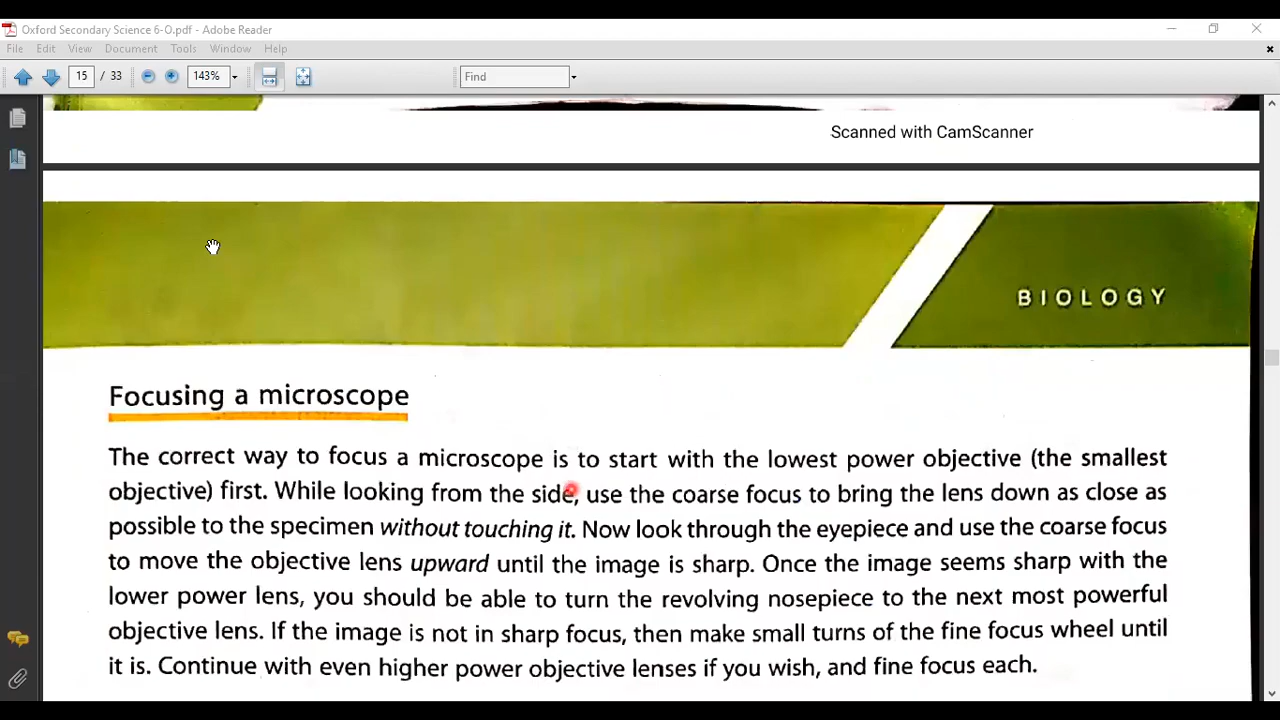 Oxford Secondary Science 6-O.pdf - Adobe Reader
File Edit View Document Tools Window Help
15 / 33 143% Find
Scanned with CamScanner
BIOLOGY
Focusing a microscope
The correct way to focus a microscope is to start with the lowest power objective (the smallest
objective) first. While looking from the side, use the coarse focus to bring the lens down as close as
possible to the specimen without touching it. Now look through the eyepiece and use the coarse focus
to move the objective lens upward until the image is sharp. Once the image seems sharp with the
lower power lens, you should be able to turn the revolving nosepiece to the next most powerful
objective lens. If the image is not in sharp focus, then make small turns of the fine focus wheel until
it is. Continue with even higher power objective lenses if you wish, and fine focus each.